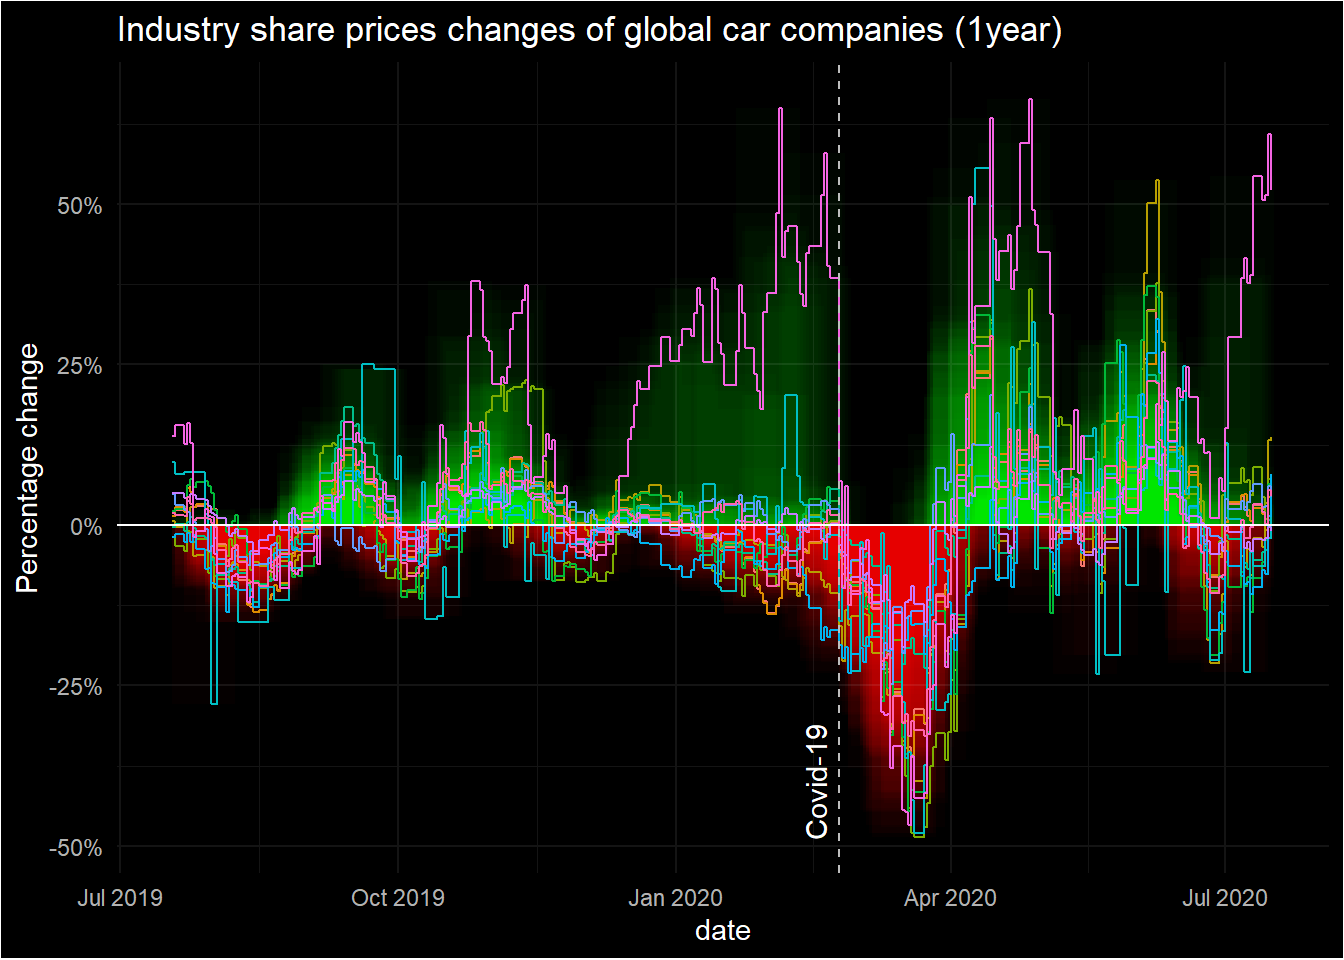 Industry share prices changes of global car companies (1year)
Percentage change
50%
25%
0%
-25%
-50%
Covid-19
Jul 2019
Oct 2019
Jan 2020
Apr 2020
Jul 2020
date